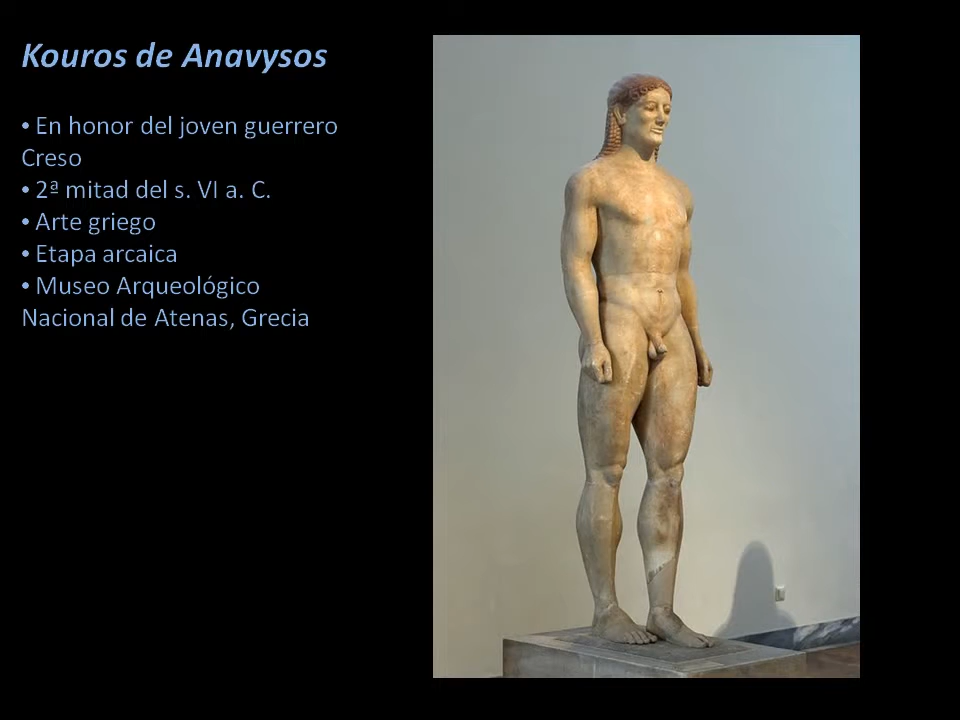 Kouros de Anavysos
• En honor del joven guerrero
Creso
• 2ª mitad del s. VI a. C.
• Arte griego
• Etapa arcaica
• Museo Arqueológico
Nacional de Atenas, Grecia